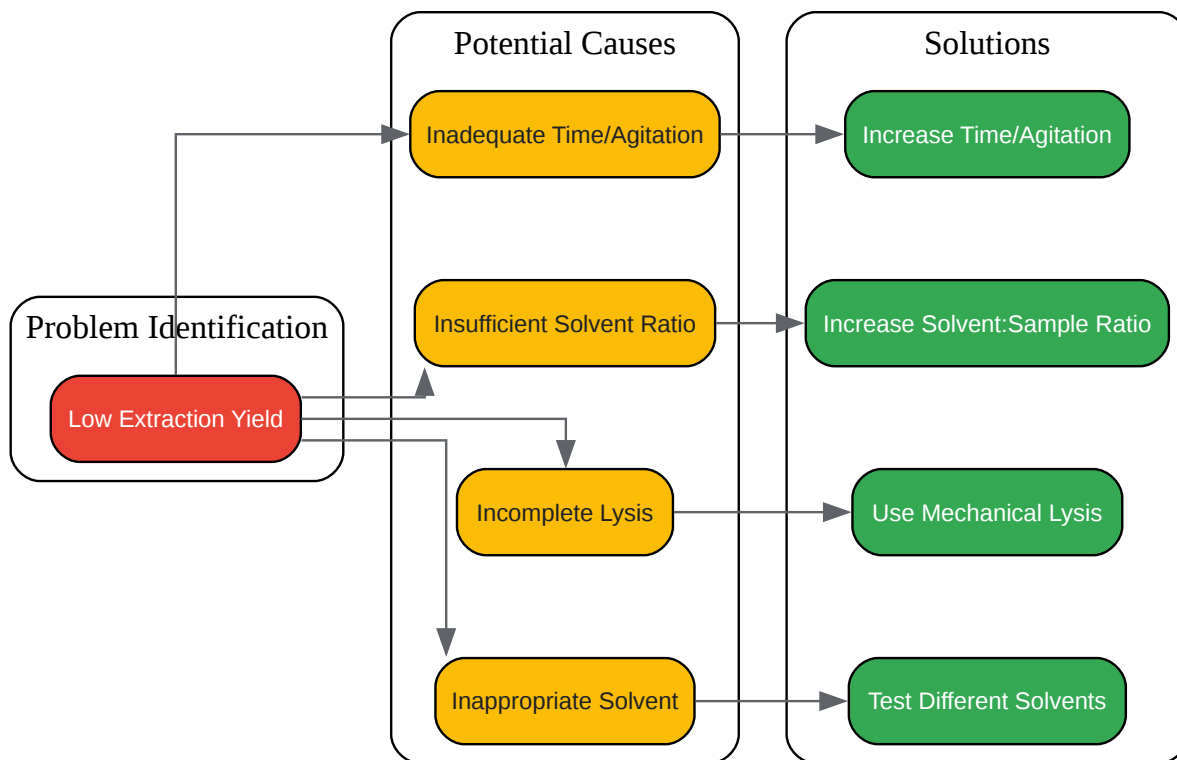 Potential Causes
Solutions
Inadequate Time/Agitation
Increase Time/Agitation
Problem Identification
Insufficient Solvent Ratio
Increase Solvent:Sample Ratio
Low Extraction Yield
Incomplete Lysis
Use Mechanical Lysis
Inappropriate Solvent
Test Different Solvents